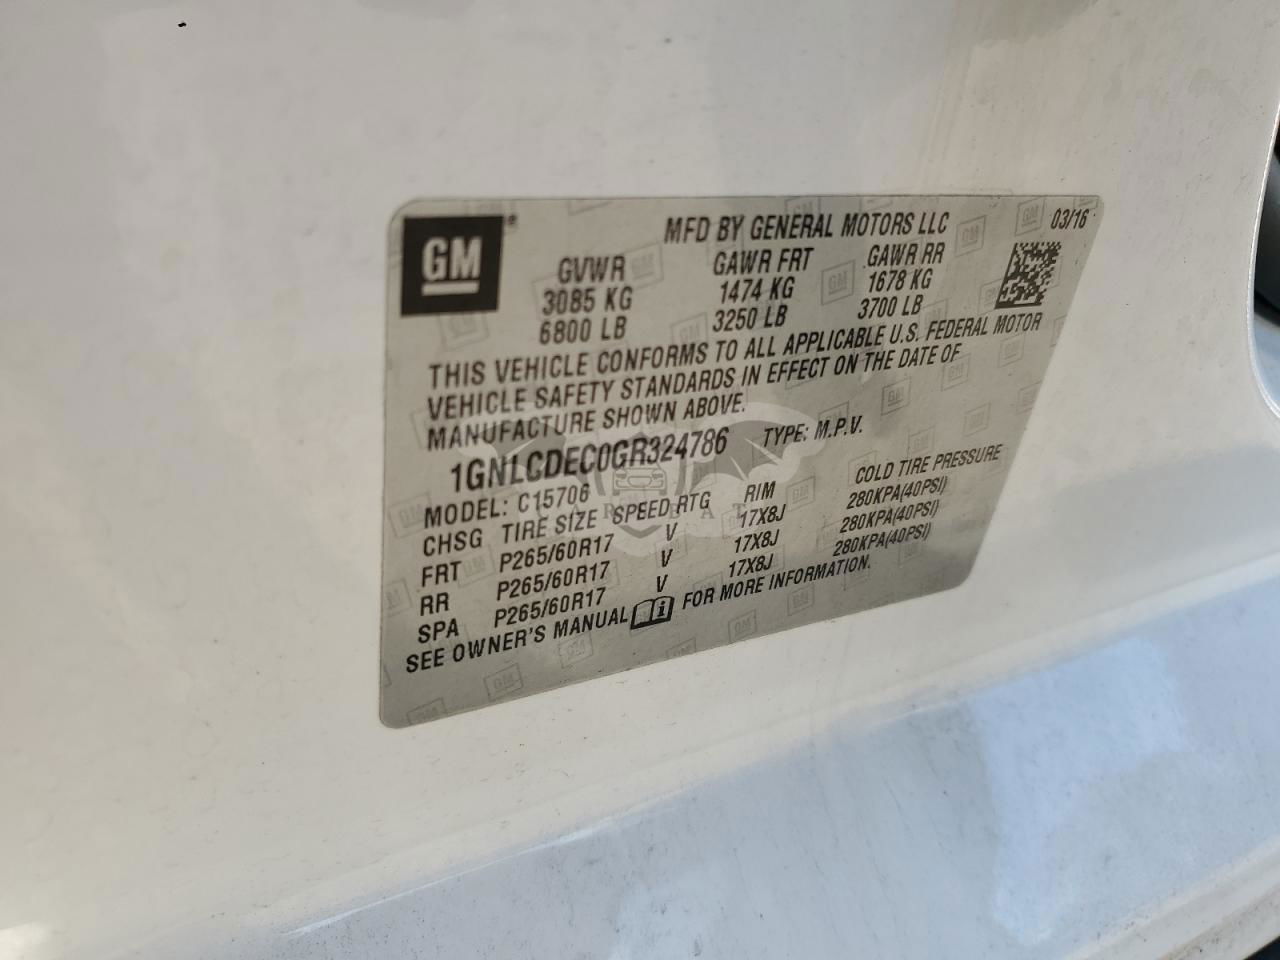 GM
MFD BY GENERAL MOTORS LLC 03/16
GVWR GAWR FRT GAWR RR
3085 KG 1474 KG 1678 KG
6800 LB 3250 LB 3700 LB
THIS VEHICLE CONFORMS TO ALL APPLICABLE U.S. FEDERAL MOTOR
VEHICLE SAFETY STANDARDS IN EFFECT ON THE DATE OF
MANUFACTURE SHOWN ABOVE.
1GNLCDEC0GR324786 TYPE: M.P.V.
MODEL: C15706
CHSG TIRE SIZE SPEED RTG RIM COLD TIRE PRESSURE
FRT P265/60R17 V 17X8J 280KPA(40PSI)
RR P265/60R17 V 17X8J 280KPA(40PSI)
SPA P265/60R17 V 17X8J 280KPA(40PSI)
SEE OWNER'S MANUAL FOR MORE INFORMATION.
CAR BAT